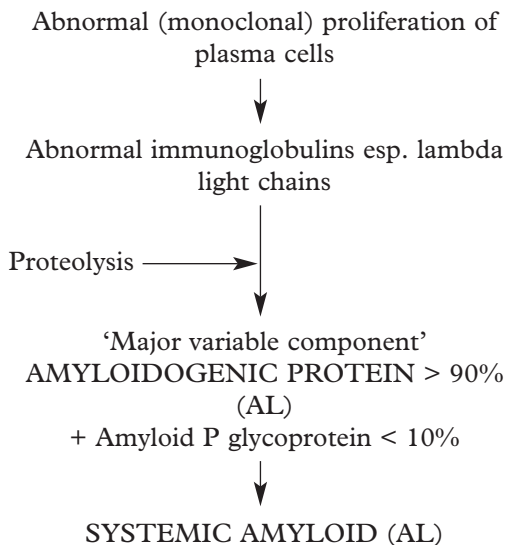 Abnormal (monoclonal) proliferation of
plasma cells
Abnormal immunoglobulins esp. lambda
light chains
Proteolysis
‘Major variable component’
AMYLOIDOGENIC PROTEIN > 90%
(AL)
+ Amyloid P glycoprotein < 10%
SYSTEMIC AMYLOID (AL)